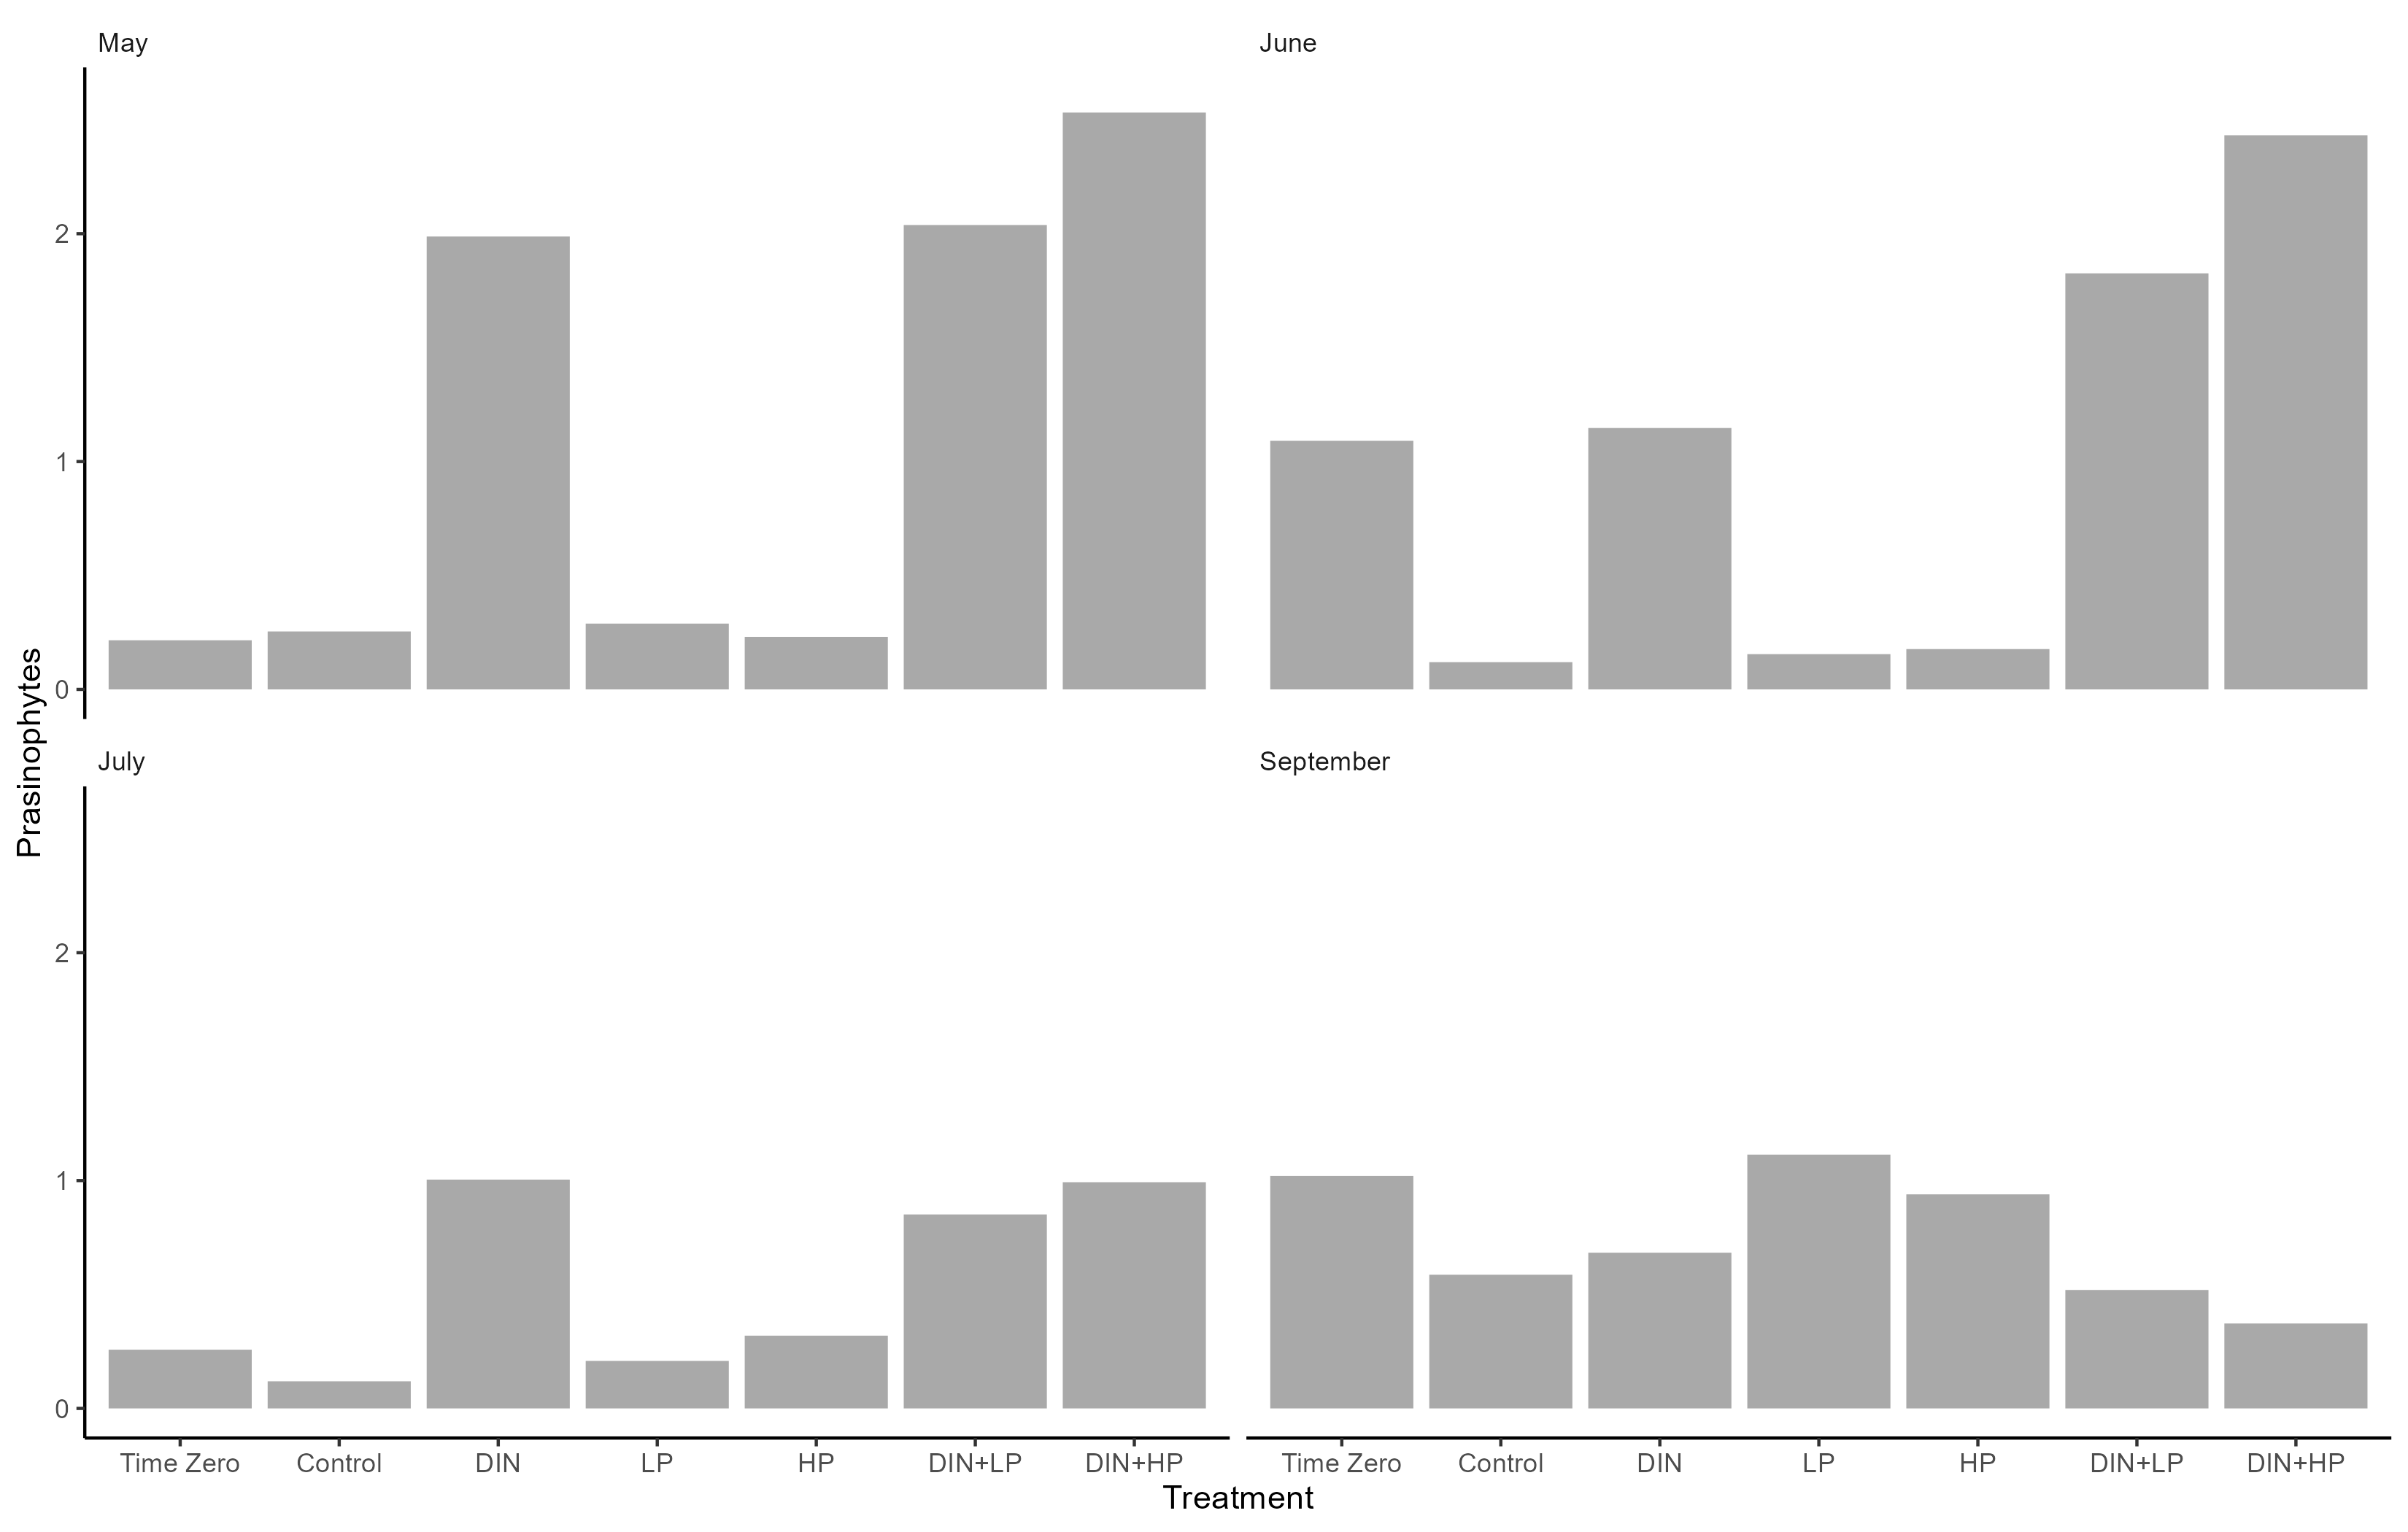 May
June
2
1
0
Prasinophytes
July
September
2
1
0
Time Zero Control DIN LP HP DIN+LP DIN+HP Time Zero Control DIN LP HP DIN+LP DIN+HP
Treatment